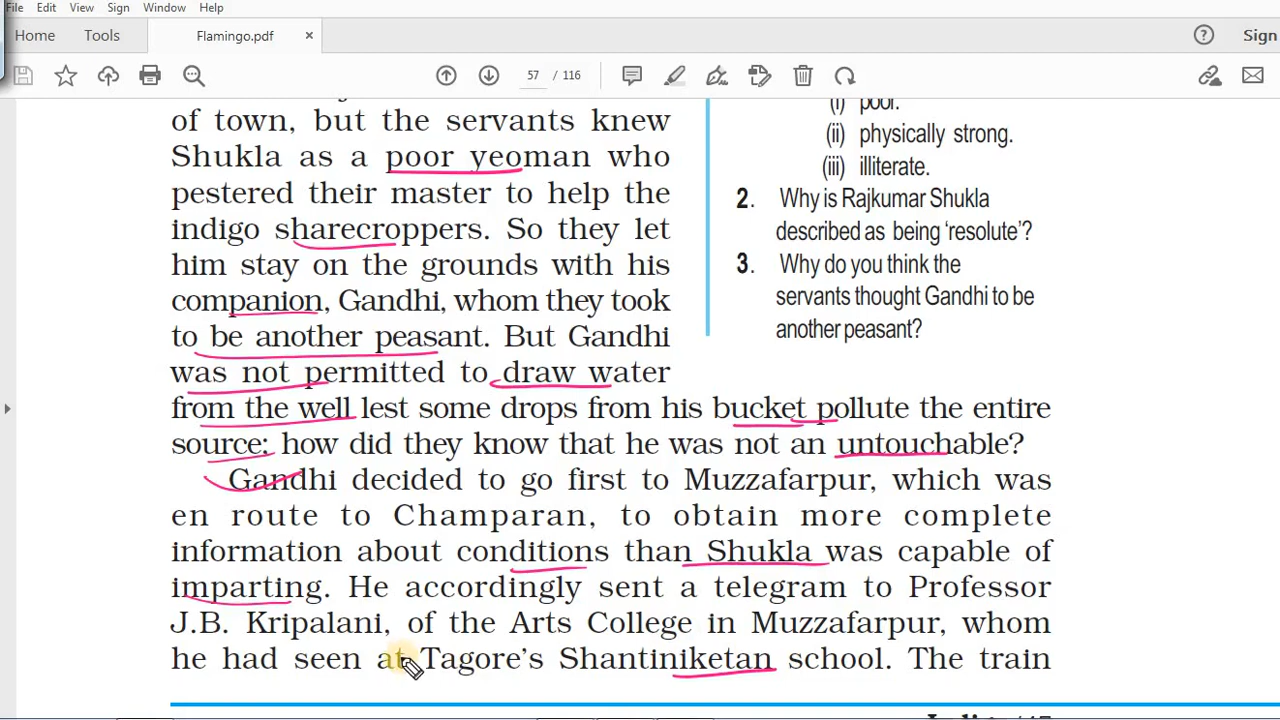 File Edit View Sign Window Help
Home Tools Flamingo.pdf × Sign
57 / 116
(i) poor.
of town, but the servants knew
(ii) physically strong.
Shukla as a poor yeoman who
(iii) illiterate.
pestered their master to help the
2. Why is Rajkumar Shukla
indigo sharecroppers. So they let
described as being ‘resolute’?
him stay on the grounds with his
3. Why do you think the
companion, Gandhi, whom they took
servants thought Gandhi to be
to be another peasant. But Gandhi
another peasant?
was not permitted to draw water
from the well lest some drops from his bucket pollute the entire
source; how did they know that he was not an untouchable?
Gandhi decided to go first to Muzzafarpur, which was
en route to Champaran, to obtain more complete
information about conditions than Shukla was capable of
imparting. He accordingly sent a telegram to Professor
J.B. Kripalani, of the Arts College in Muzzafarpur, whom
he had seen at Tagore’s Shantiniketan school. The train